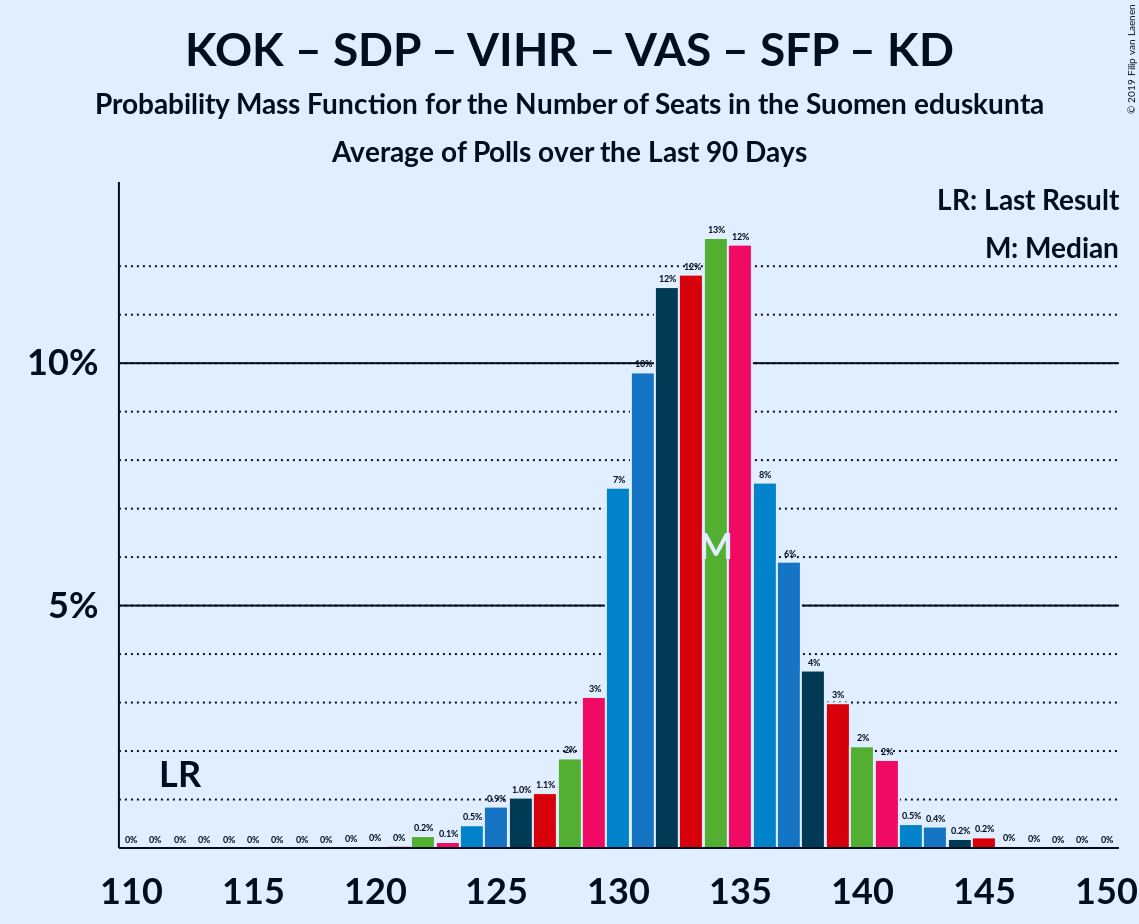 KOK – SDP – VIHR – VAS – SFP – KD
Probability Mass Function for the Number of Seats in the Suomen eduskunta
Average of Polls over the Last 90 Days
© 2019 Filip van Laenen
LR: Last Result
M: Median
10%
5%
LR
M
0% 0% 0% 0% 0% 0% 0% 0% 0% 0% 0% 0% 0.2% 0.1% 0.5% 0.9% 1.0% 1.1% 2% 3% 7% 10% 12% 12% 13% 12% 8% 6% 4% 3% 2% 2% 0.5% 0.4% 0.2% 0.2% 0% 0% 0% 0% 0%
110 115 120 125 130 135 140 145 150